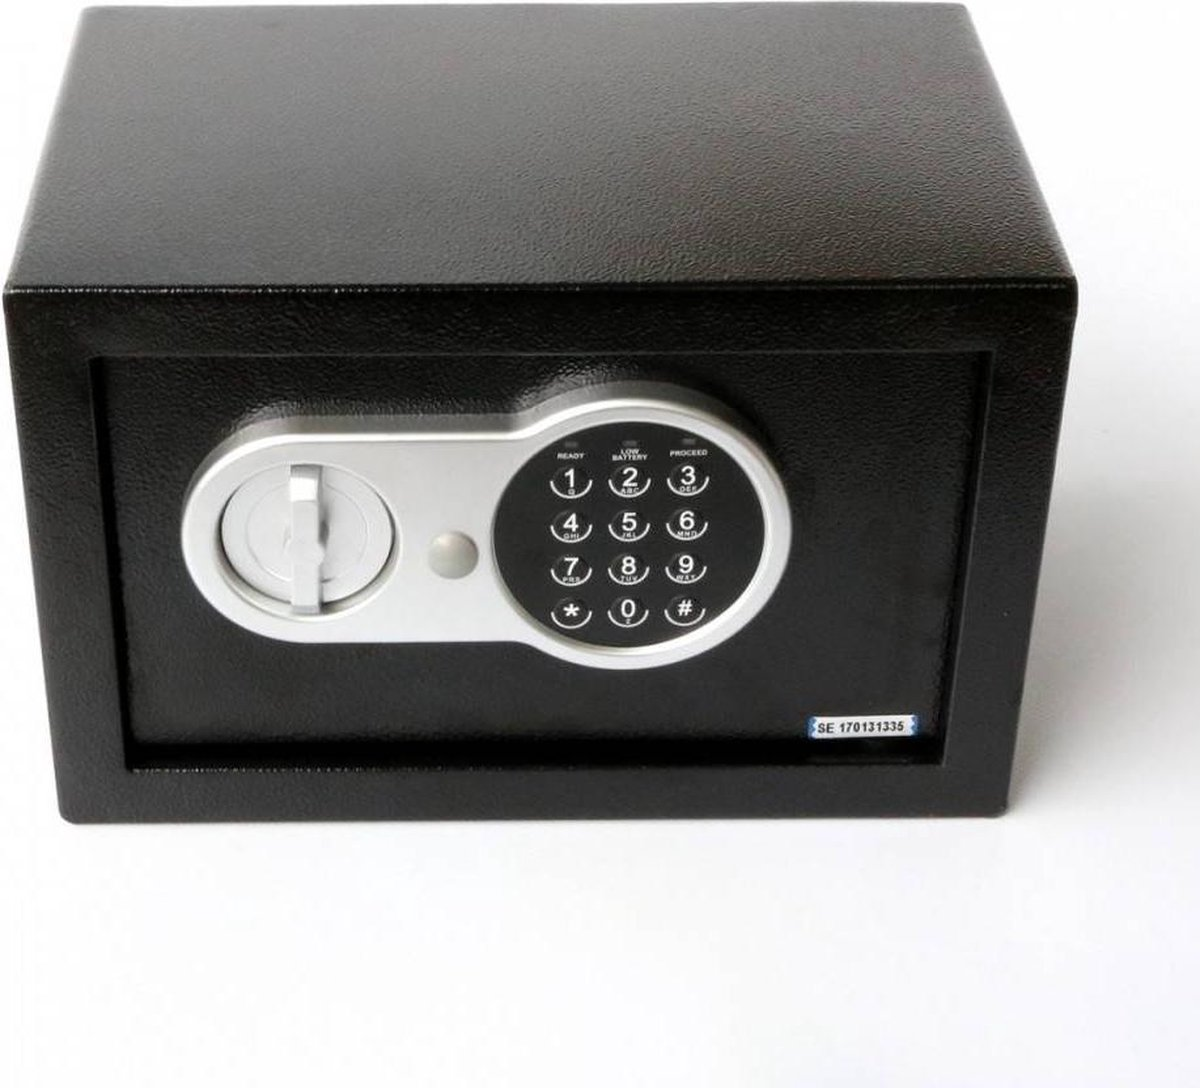 READY LOW BATTERY PROCEED
1 2 3
Q ABC DEF
4 5 6
GHI JKL MNO
7 8 9
PRS TUV WXY
* 0 #
Z
SE 170131335